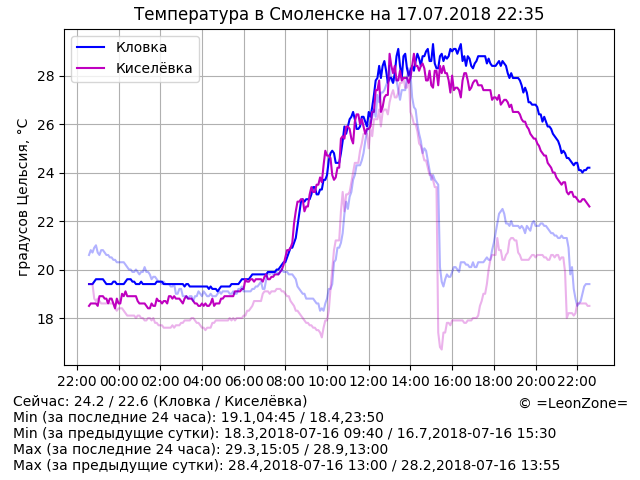 Температура в Смоленске на 17.07.2018 22:35
Кловка
Киселёвка
градусов Цельсия, °C
28
26
24
22
20
18
22:00 00:00 02:00 04:00 06:00 08:00 10:00 12:00 14:00 16:00 18:00 20:00 22:00
Сейчас: 24.2 / 22.6 (Кловка / Киселёвка)
© =LeonZone=
Min (за последние 24 часа): 19.1,04:45 / 18.4,23:50
Min (за предыдущие сутки): 18.3,2018-07-16 09:40 / 16.7,2018-07-16 15:30
Max (за последние 24 часа): 29.3,15:05 / 28.9,13:00
Max (за предыдущие сутки): 28.4,2018-07-16 13:00 / 28.2,2018-07-16 13:55